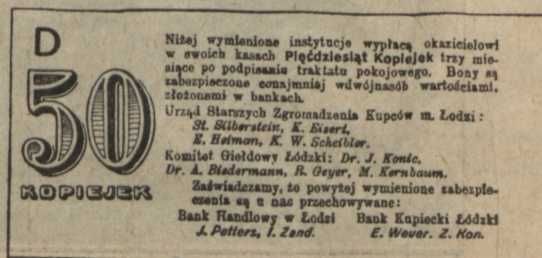 D
50
KOPIEJEK
Niżej wymienione instytucje wypłacą okazicielowi
w swoich kasach Pięćdziesiąt Kopiejek trzy mie-
siące po podpisaniu traktatu pokojowego. Bony są
zabezpieczone conajmniej wdwójnasób wartościami,
złożonemi w bankach.
Urząd Starszych Zgromadzenia Kupców m. Łodzi:
St. Silberstein, K. Eisert,
E. Heiman, K. W. Scheibler.
Komitet Giełdowy Łódzki: Dr. J. Konic,
Dr. A. Biedermann, R. Geyer, M. Kernbaum.
Zaświadczamy, że powyżej wymienione zabezpie-
czenia są u nas przechowywane:
Bank Handlowy w Łodzi Bank Kupiecki Łódzki
J. Petters, I. Zand. E. Wever. Z. Kon.